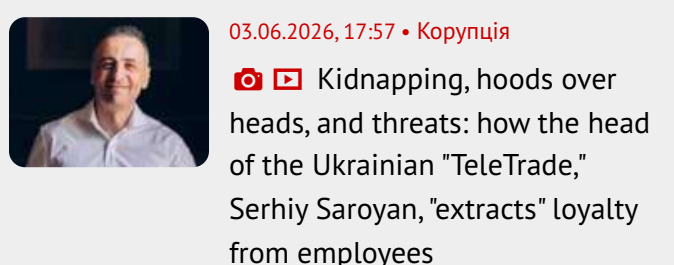 03.06.2026, 17:57 • Корупція
Kidnapping, hoods over
heads, and threats: how the head
of the Ukrainian "TeleTrade,"
Serhiy Saroyan, "extracts" loyalty
from employees